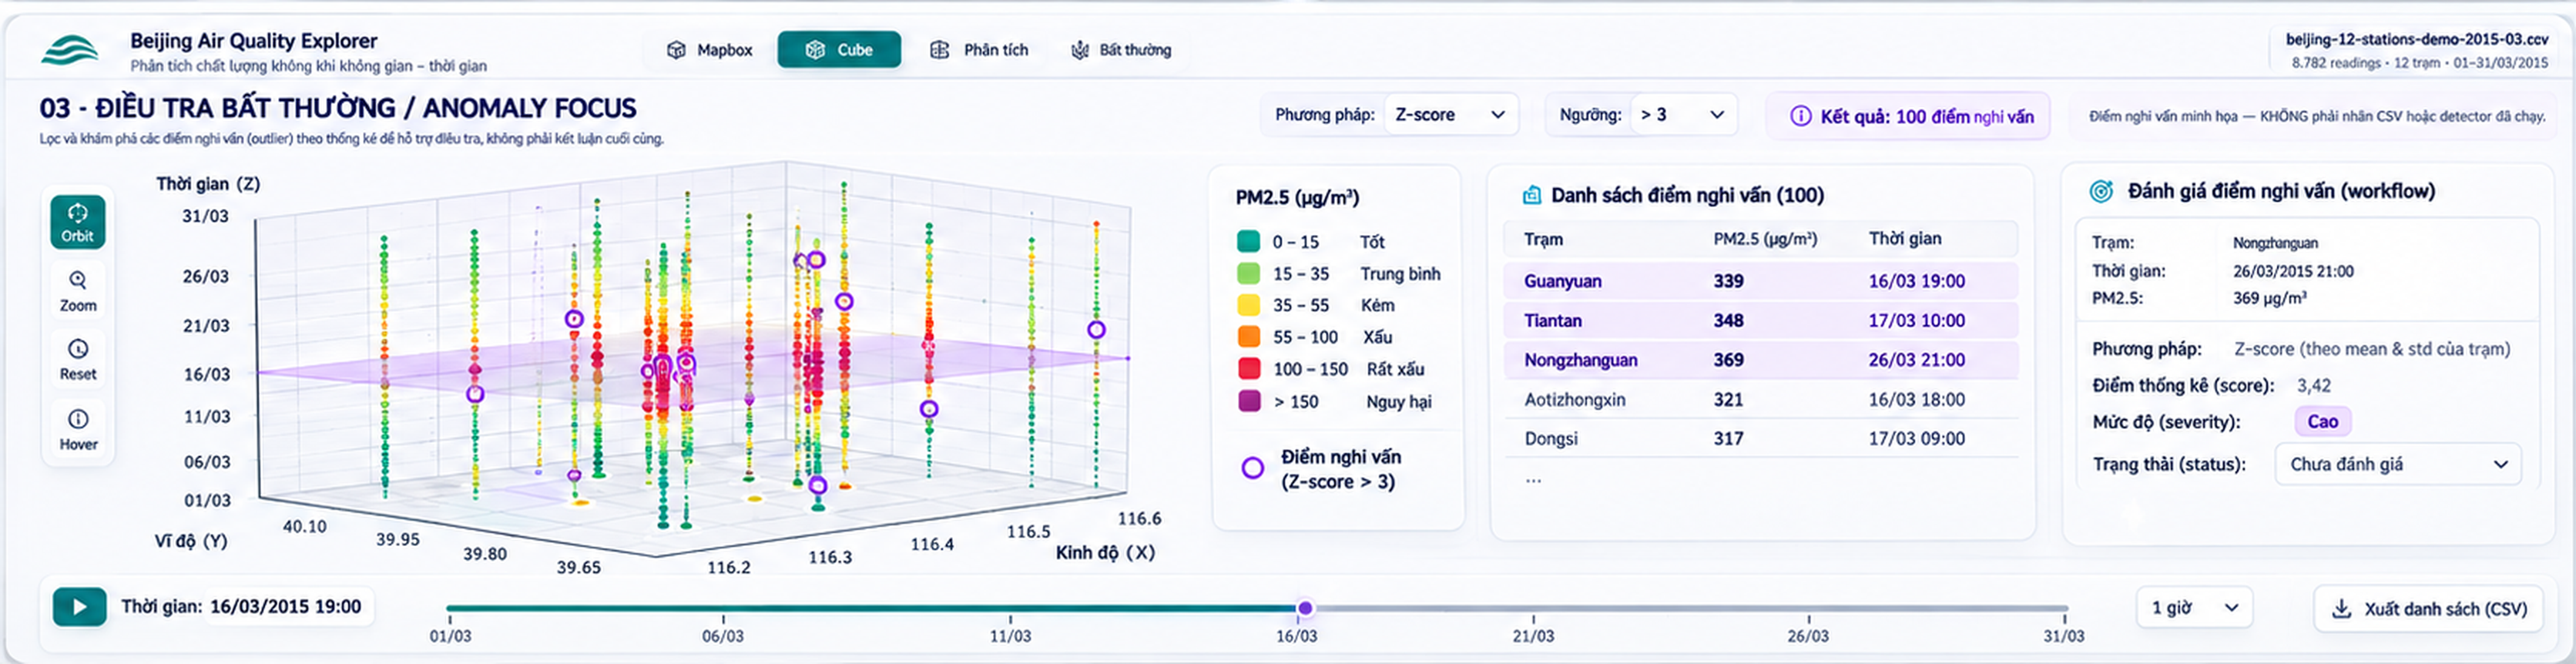 Beijing Air Quality Explorer
Phân tích chất lượng không khí không gian – thời gian
Mapbox
Cube
Phân tích
Bất thường
beijing-12-stations-demo-2015-03.ccv
8.782 readings • 12 trạm • 01–31/03/2015
03 - ĐIỀU TRA BẤT THƯỜNG / ANOMALY FOCUS
Lọc và khám phá các điểm nghi vấn (outlier) theo thống kê để hỗ trợ điều tra, không phải kết luận cuối cùng.
Phương pháp: Z-score
Ngưỡng: > 3
Kết quả: 100 điểm nghi vấn
Điểm nghi vấn minh họa — KHÔNG phải nhãn CSV hoặc detector đã chạy.
Orbit
Zoom
Reset
Hover
Thời gian (Z)
31/03
26/03
21/03
16/03
11/03
06/03
01/03
Vĩ độ (Y)
40.10
39.95
39.80
39.65
116.2
116.3
116.4
116.5
116.6
Kinh độ (X)
PM2.5 (µg/m³)
0 – 15 Tốt
15 – 35 Trung bình
35 – 55 Kém
55 – 100 Xấu
100 – 150 Rất xấu
> 150 Nguy hại
Điểm nghi vấn
(Z-score > 3)
Danh sách điểm nghi vấn (100)
Trạm PM2.5 (µg/m³) Thời gian
Guanyuan 339 16/03 19:00
Tiantan 348 17/03 10:00
Nongzhanguan 369 26/03 21:00
Aotizhongxin 321 16/03 18:00
Dongsi 317 17/03 09:00
...
Đánh giá điểm nghi vấn (workflow)
Trạm: Nongzhanguan
Thời gian: 26/03/2015 21:00
PM2.5: 369 µg/m³
Phương pháp: Z-score (theo mean & std của trạm)
Điểm thống kê (score): 3,42
Mức độ (severity): Cao
Trạng thái (status): Chưa đánh giá
Thời gian: 16/03/2015 19:00
01/03
06/03
11/03
16/03
21/03
26/03
31/03
1 giờ
Xuất danh sách (CSV)